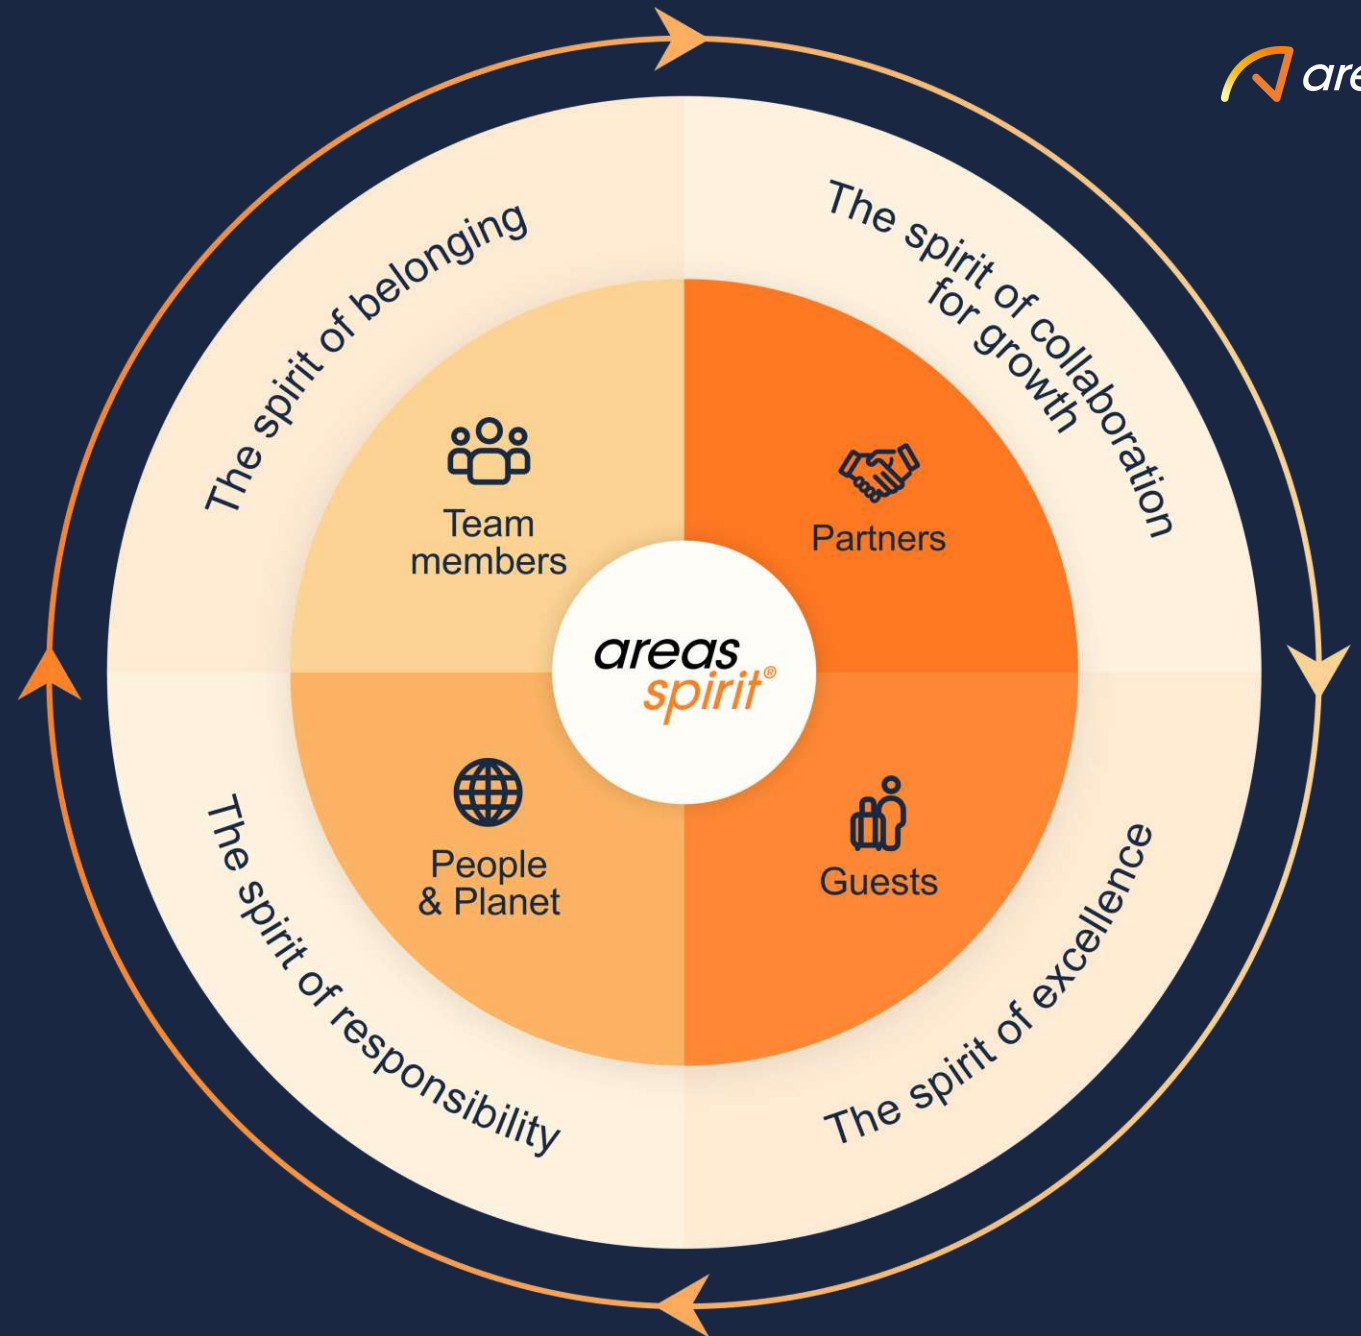 The spirit of belonging
The spirit of collaboration
for growth
Team
members
Partners
areas
spirit®
People
& Planet
Guests
The spirit of responsibility
The spirit of excellence